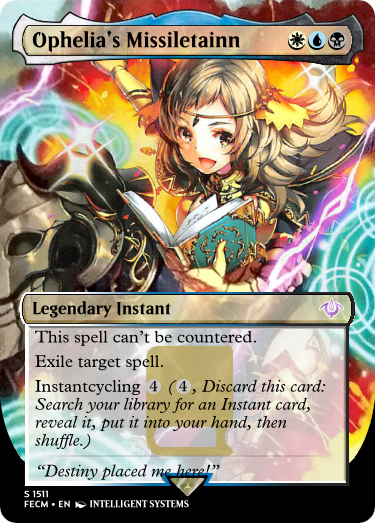 Ophelia's Missiletainn
Legendary Instant
This spell can't be countered.
Exile target spell.
Instantcycling 4 (4, Discard this card:
Search your library for an Instant card,
reveal it, put it into your hand, then
shuffle.)
“Destiny placed me here!”
S 1511
FECM • EN INTELLIGENT SYSTEMS